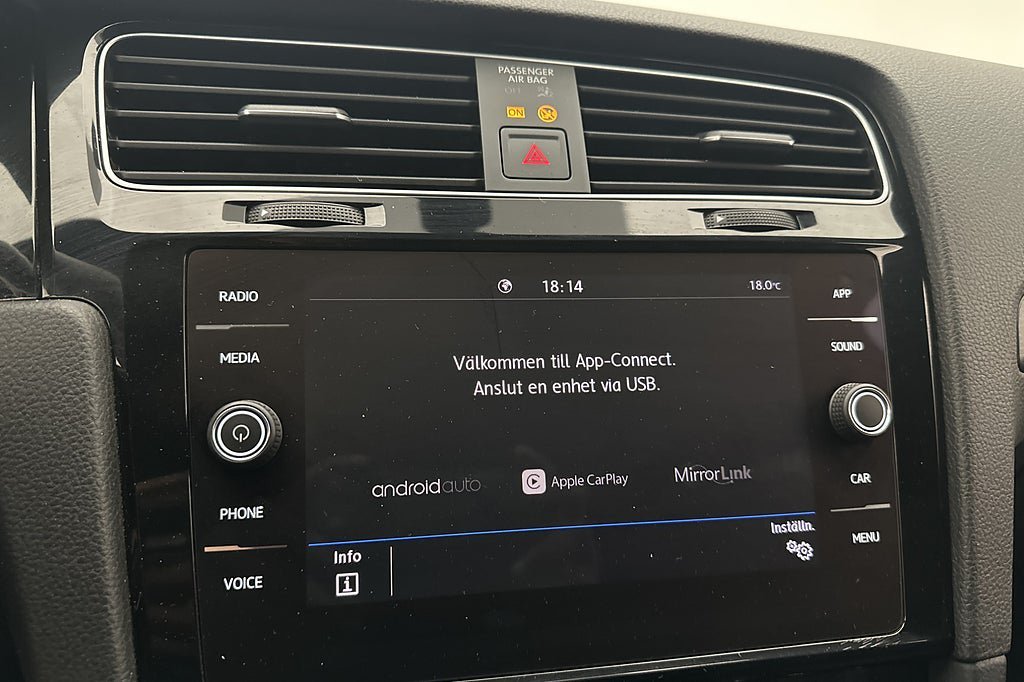 PASSENGER
AIR BAG
OFF
ON
18:14
18.0°C
RADIO
MEDIA
PHONE
VOICE
APP
SOUND
CAR
MENU
Välkommen till App-Connect.
Anslut en enhet via USB.
androidauto
Apple CarPlay
MirrorLink
Info
i
Inställn.